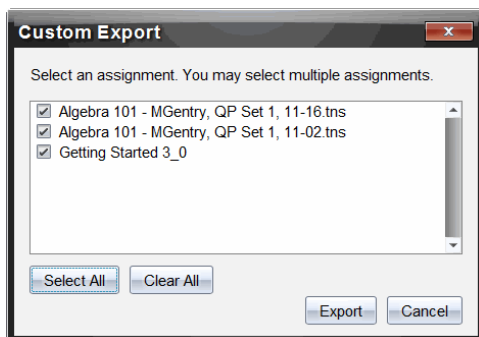 Custom Export
x
Select an assignment. You may select multiple assignments.
Algebra 101 - MGentry, QP Set 1, 11-16.tns
Algebra 101 - MGentry, QP Set 1, 11-02.tns
Getting Started 3_0
Select All Clear All
Export Cancel